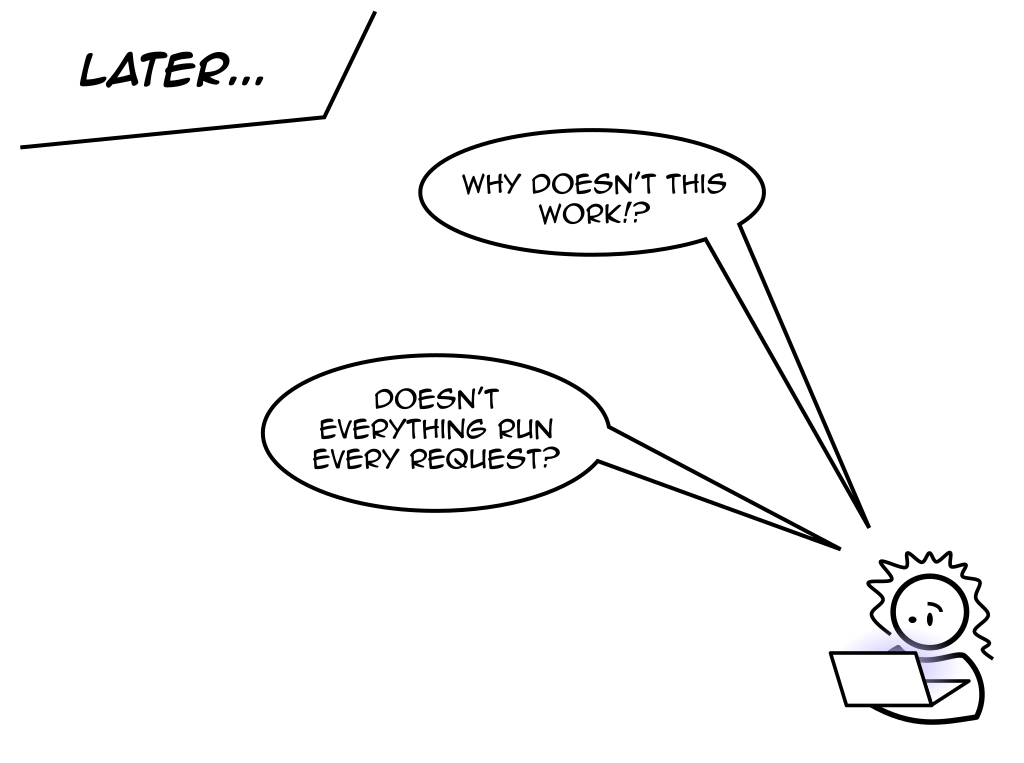 LATER...
WHY DOESN'T THIS
WORK!?
DOESN'T
EVERYTHING RUN
EVERY REQUEST?